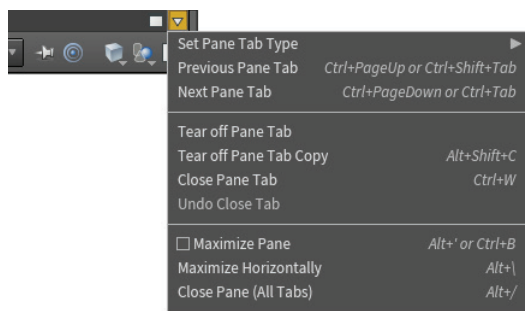 Set Pane Tab Type
Previous Pane Tab Ctrl+PageUp or Ctrl+Shift+Tab
Next Pane Tab Ctrl+PageDown or Ctrl+Tab
Tear off Pane Tab
Tear off Pane Tab Copy Alt+Shift+C
Close Pane Tab Ctrl+W
Undo Close Tab
Maximize Pane Alt+' or Ctrl+B
Maximize Horizontally Alt+\
Close Pane (All Tabs) Alt+/